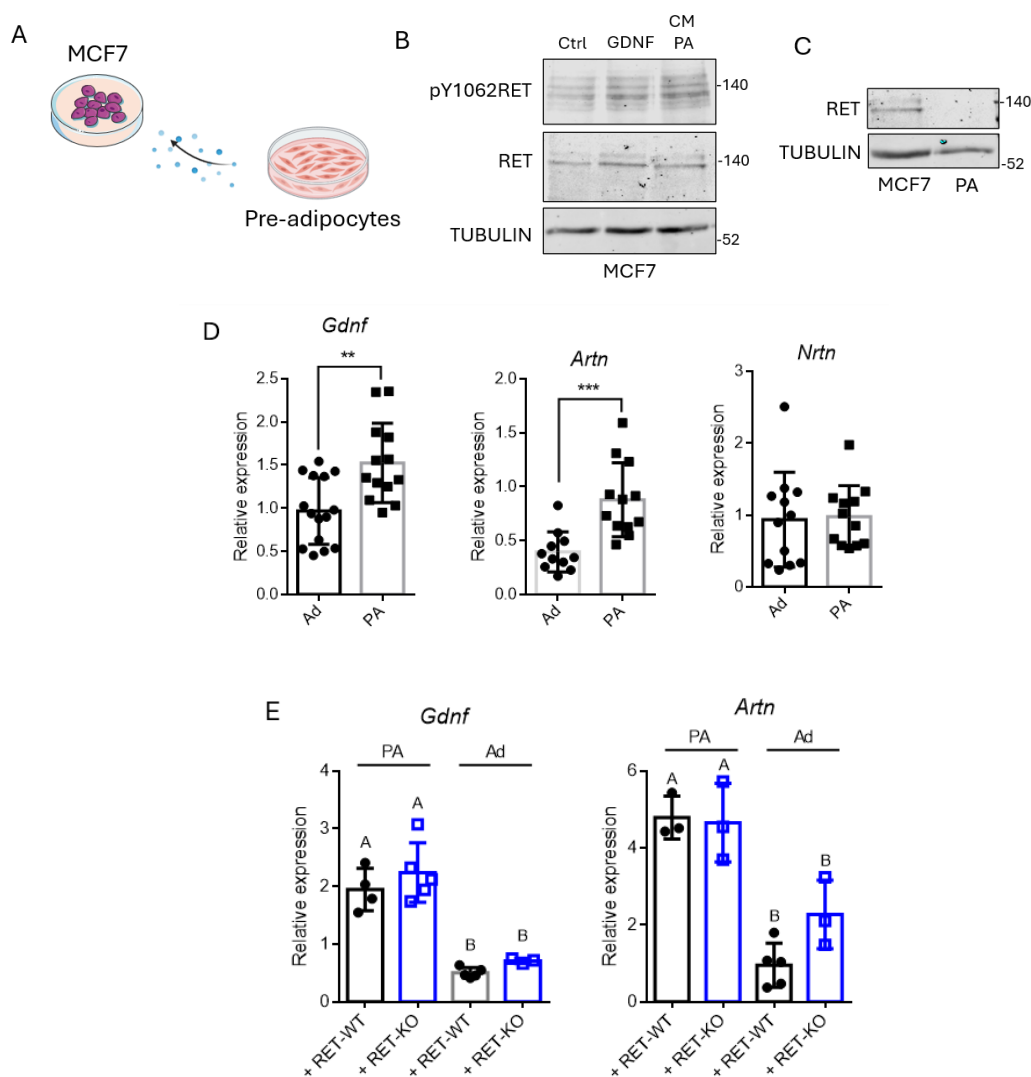 A
MCF7
Pre-adipocytes
B
Ctrl
GDNF
CM
PA
pY1062RET
-140
RET
-140
TUBULIN
-52
MCF7
C
RET
-140
TUBULIN
-52
MCF7
PA
D
Gdnf
**
Relative expression
2.5
2.0
1.5
1.0
0.5
0.0
Ad
PA
Artn
***
Relative expression
2.0
1.5
1.0
0.5
0.0
Ad
PA
Nrtn
Relative expression
3
2
1
0
Ad
PA
E
Gdnf
PA
Ad
Relative expression
4
3
2
1
0
A
A
B
B
+ RET-WT
+ RET-KO
+ RET-WT
+ RET-KO
Artn
PA
Ad
Relative expression
6
4
2
0
A
A
B
B
+ RET-WT
+ RET-KO
+ RET-WT
+ RET-KO